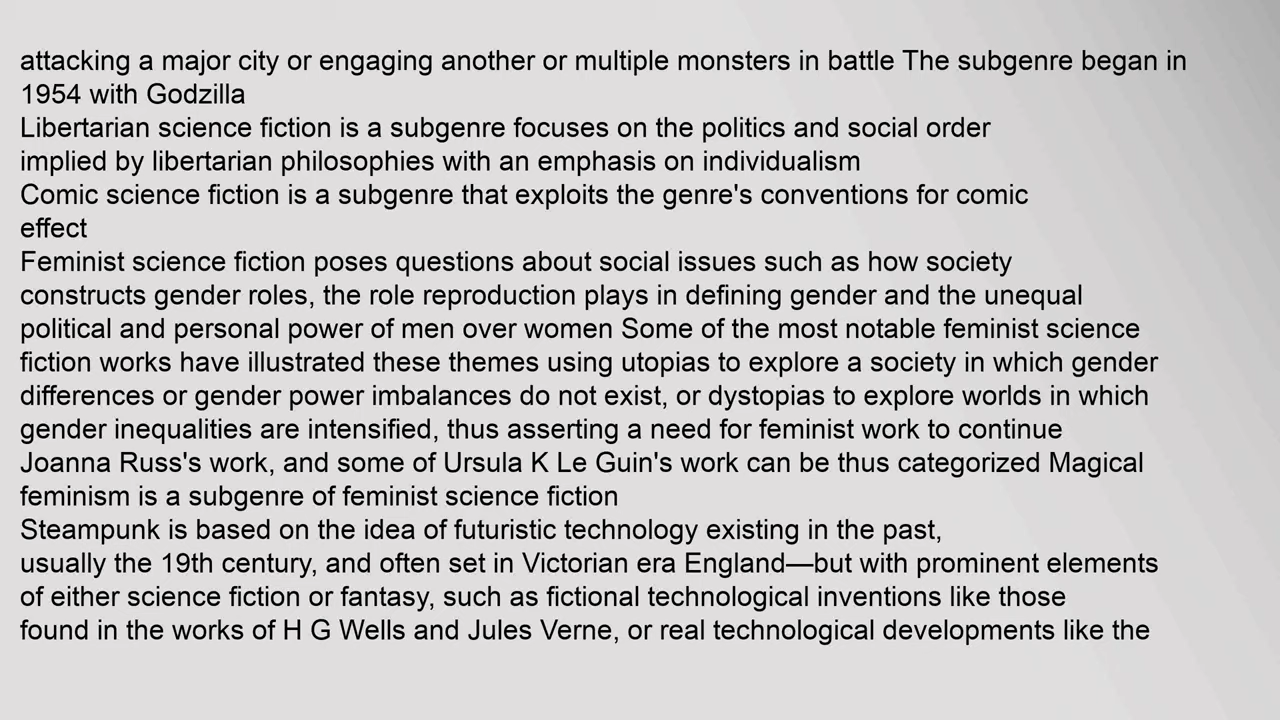 attacking a major city or engaging another or multiple monsters in battle The subgenre began in
1954 with Godzilla
Libertarian science fiction is a subgenre focuses on the politics and social order
implied by libertarian philosophies with an emphasis on individualism
Comic science fiction is a subgenre that exploits the genre's conventions for comic
effect
Feminist science fiction poses questions about social issues such as how society
constructs gender roles, the role reproduction plays in defining gender and the unequal
political and personal power of men over women Some of the most notable feminist science
fiction works have illustrated these themes using utopias to explore a society in which gender
differences or gender power imbalances do not exist, or dystopias to explore worlds in which
gender inequalities are intensified, thus asserting a need for feminist work to continue
Joanna Russ's work, and some of Ursula K Le Guin's work can be thus categorized Magical
feminism is a subgenre of feminist science fiction
Steampunk is based on the idea of futuristic technology existing in the past,
usually the 19th century, and often set in Victorian era England—but with prominent elements
of either science fiction or fantasy, such as fictional technological inventions like those
found in the works of H G Wells and Jules Verne, or real technological developments like the